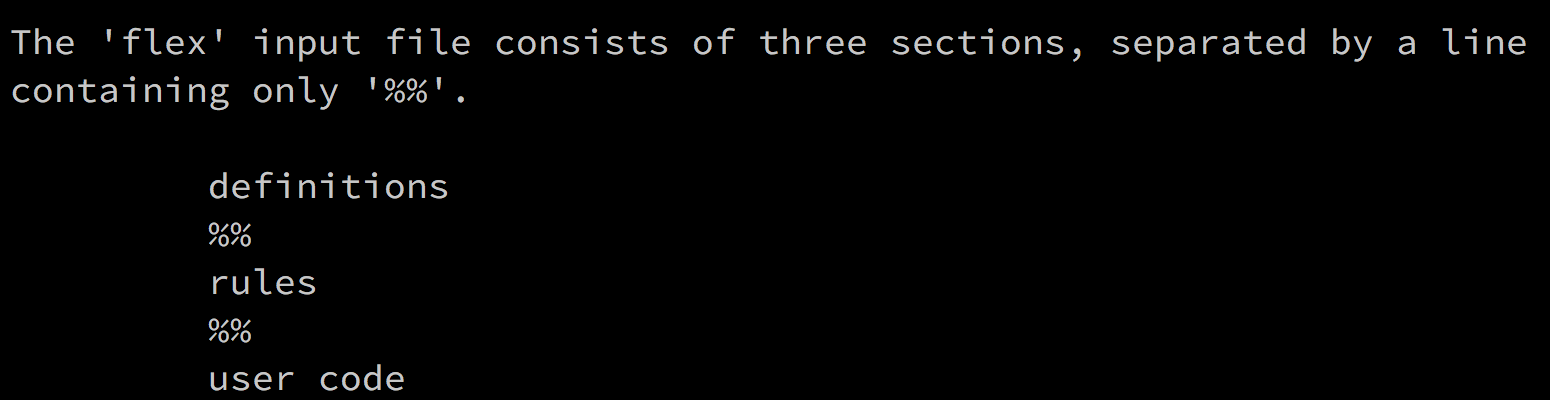 The 'flex' input file consists of three sections, separated by a line
containing only '%%'.
definitions
%%
rules
%%
user code